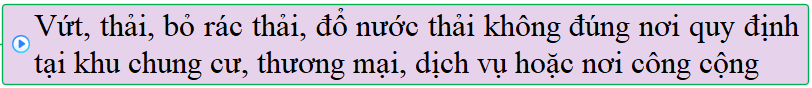 Vứt, thải, bỏ rác thải, đổ nước thải không đúng nơi quy định
tại khu chung cư, thương mại, dịch vụ hoặc nơi công cộng